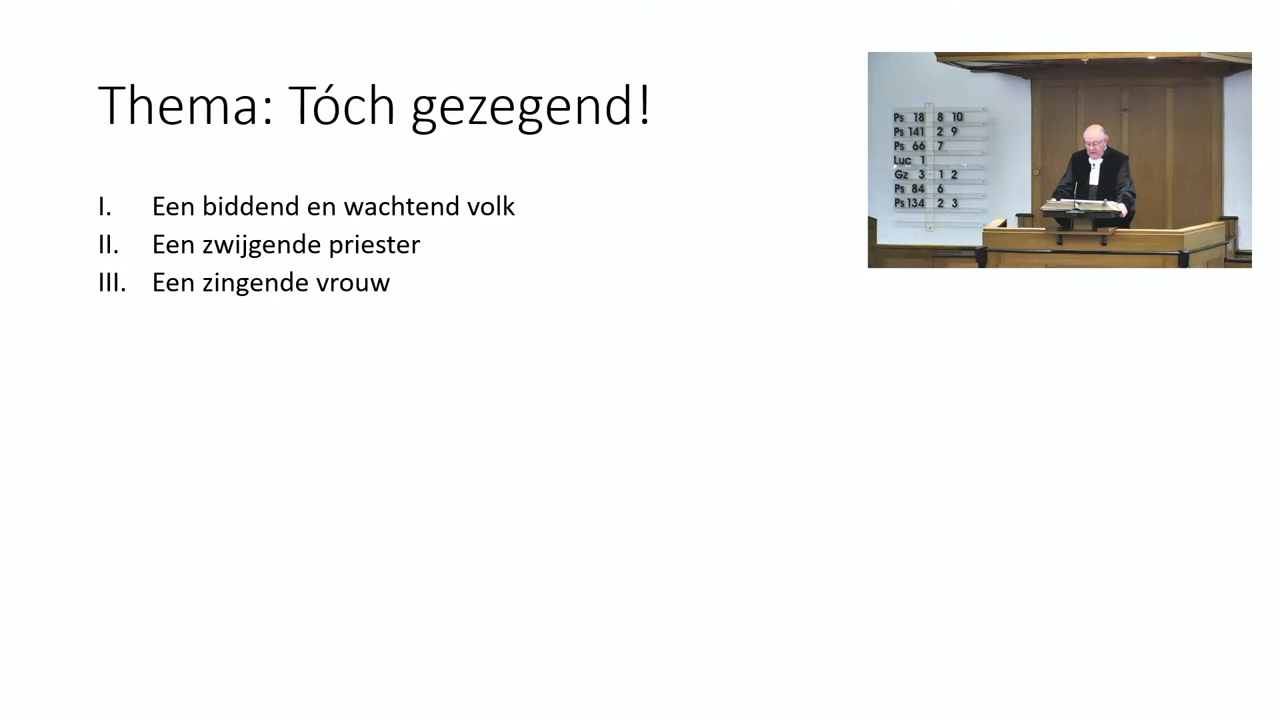 Thema: Tóch gezegend!
I. Een biddend en wachtend volk
II. Een zwijgende priester
III. Een zingende vrouw
Ps 18 8 10
Ps 141 2 9
Ps 66 7
Luc 1
Gz 3 1 2
Ps 84 6
Ps 134 2 3